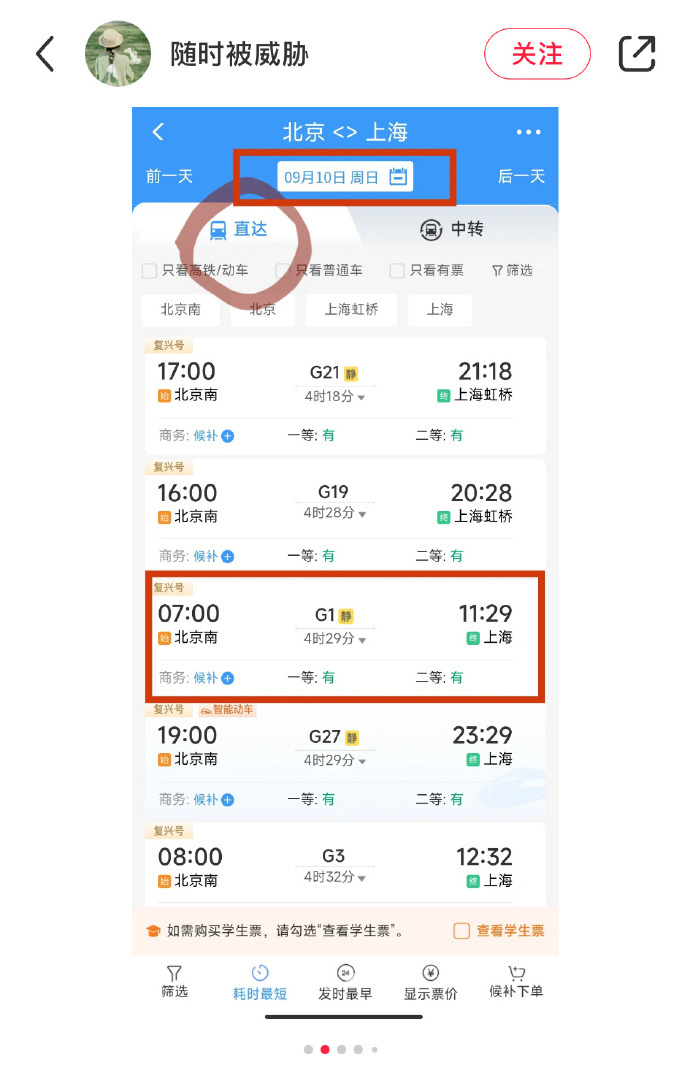 随时被威胁 关注
北京 <> 上海
前一天 09月10日 周日 后一天
直达 中转
只看高铁/动车 只看普通车 只看有票 筛选
北京南 北京 上海虹桥 上海
复兴号
17:00 G21 静 21:18
始 北京南 4时18分 终 上海虹桥
商务: 候补 一等: 有 二等: 有
复兴号
16:00 G19 20:28
始 北京南 4时28分 终 上海虹桥
商务: 候补 一等: 有 二等: 有
复兴号
07:00 G1 静 11:29
始 北京南 4时29分 终 上海
商务: 候补 一等: 有 二等: 有
复兴号 智能动车
19:00 G27 静 23:29
始 北京南 4时29分 终 上海
商务: 候补 一等: 有 二等: 有
复兴号
08:00 G3 12:32
始 北京南 4时32分 终 上海
如需购买学生票，请勾选“查看学生票”。 查看学生票
筛选 耗时最短 24 发时最早 ¥ 显示票价 候补下单